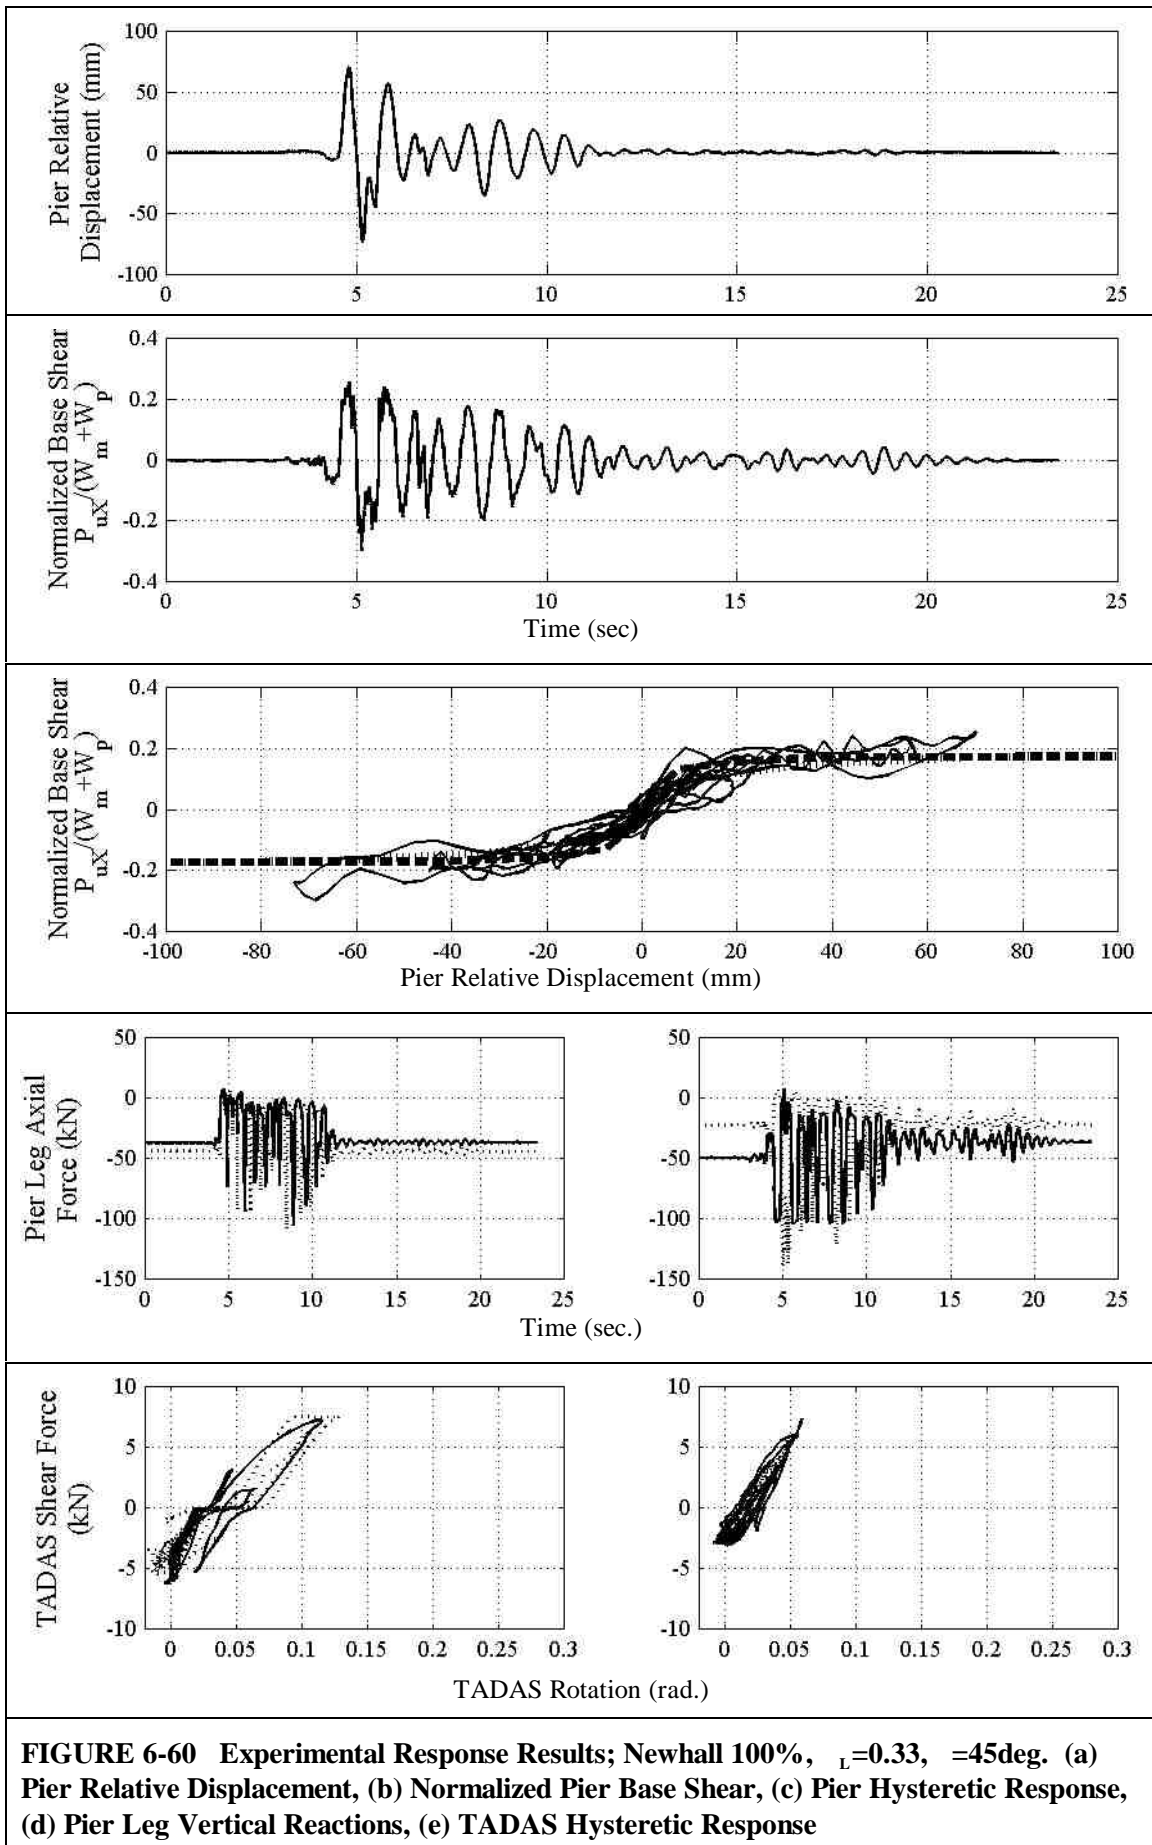 Pier Relative
Displacement (mm)
100
50
0
-50
-100
0 5 10 15 20 25
Normalized Base Shear
P_uX/(W_m+W_p)
0.4
0.2
0
-0.2
-0.4
0 5 10 15 20 25
Time (sec)
Normalized Base Shear
P_uX/(W_m+W_p)
0.4
0.2
0
-0.2
-0.4
-100 -80 -60 -40 -20 0 20 40 60 80 100
Pier Relative Displacement (mm)
Pier Leg Axial
Force (kN)
50
0
-50
-100
-150
0 5 10 15 20 25
50
0
-50
-100
-150
0 5 10 15 20 25
Time (sec.)
TADAS Shear Force
(kN)
10
5
0
-5
-10
0 0.05 0.1 0.15 0.2 0.25 0.3
10
5
0
-5
-10
0 0.05 0.1 0.15 0.2 0.25 0.3
TADAS Rotation (rad.)
FIGURE 6-60 Experimental Response Results; Newhall 100%, _L=0.33, =45deg. (a)
Pier Relative Displacement, (b) Normalized Pier Base Shear, (c) Pier Hysteretic Response,
(d) Pier Leg Vertical Reactions, (e) TADAS Hysteretic Response